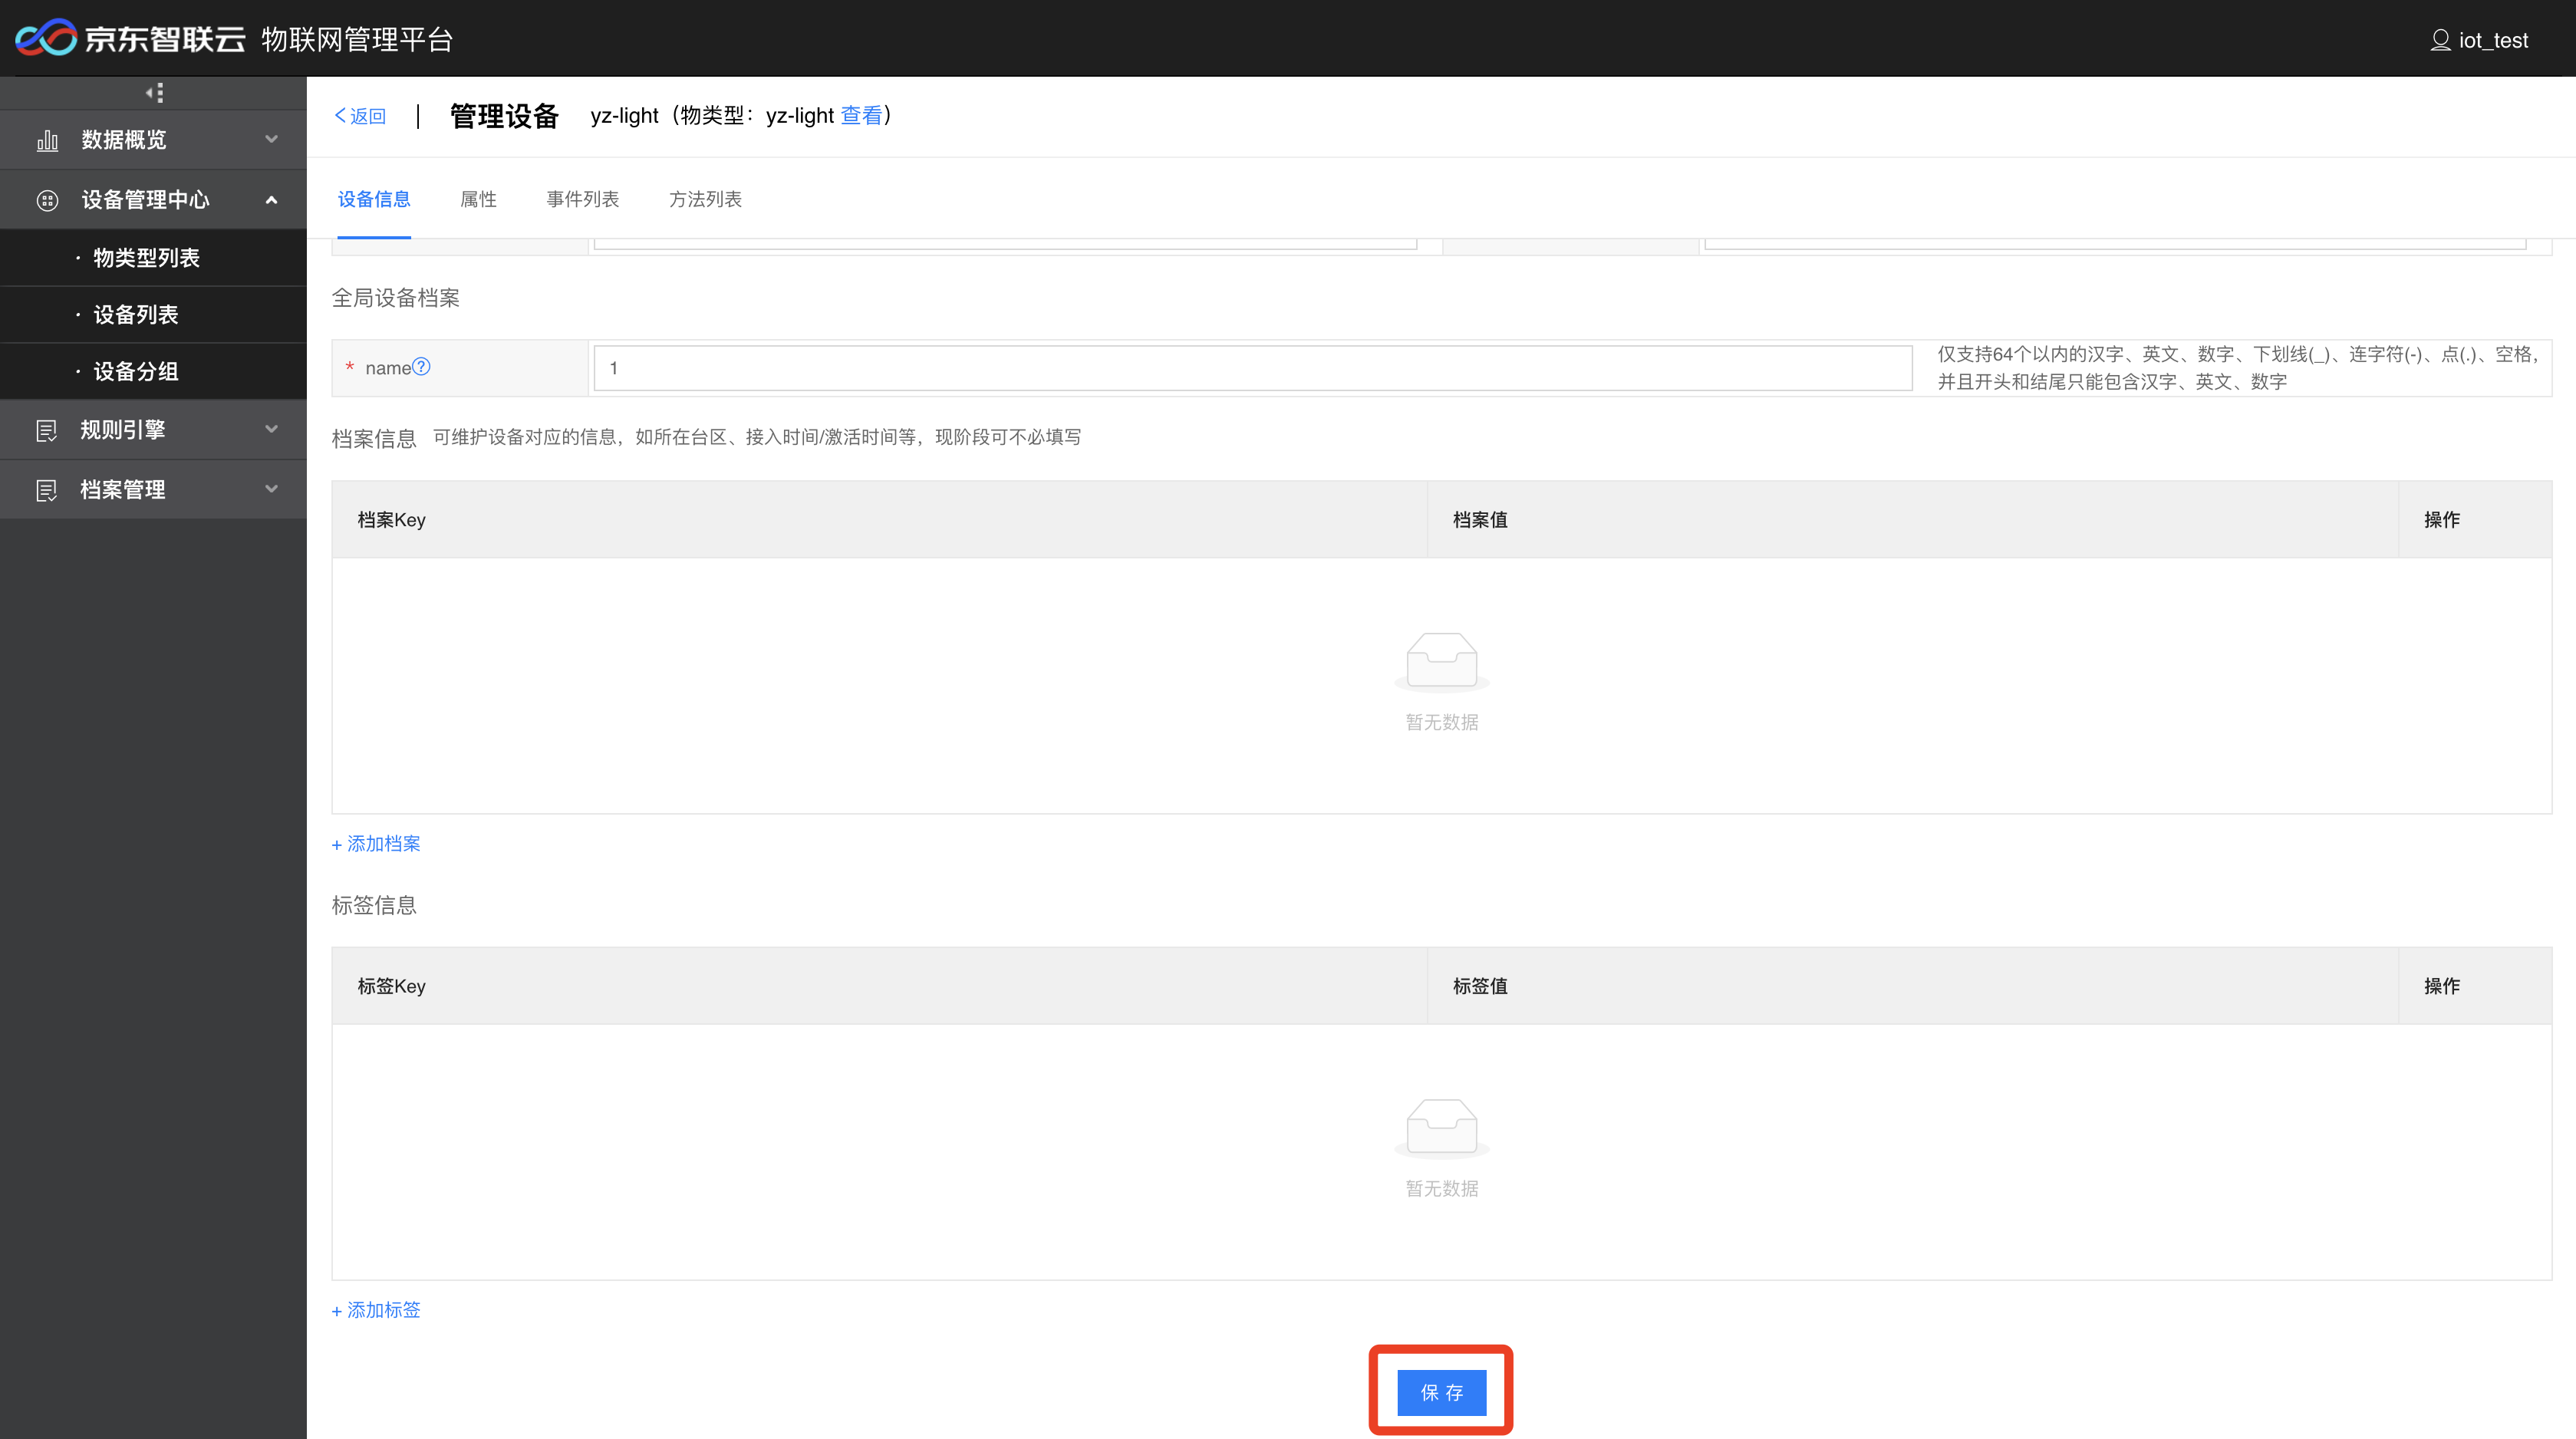 京东智联云 物联网管理平台
iot_test
数据概览
设备管理中心
· 物类型列表
· 设备列表
· 设备分组
规则引擎
档案管理
<返回 | 管理设备 yz-light（物类型：yz-light 查看）
设备信息 属性 事件列表 方法列表
全局设备档案
* name? 1 仅支持64个以内的汉字、英文、数字、下划线(_)、连字符(-)、点(.)、空格，
并且开头和结尾只能包含汉字、英文、数字
档案信息 可维护设备对应的信息，如所在台区、接入时间/激活时间等，现阶段可不必填写
档案Key 档案值 操作
暂无数据
+ 添加档案
标签信息
标签Key 标签值 操作
暂无数据
+ 添加标签
保 存